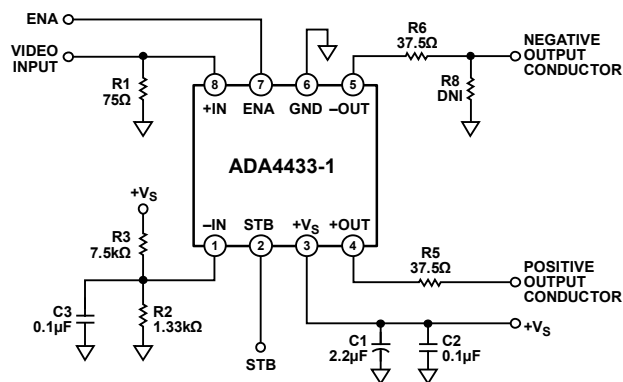 ENA
VIDEO
INPUT
R1
75Ω
8
7
6
5
+IN
ENA
GND
–OUT
R6
37.5Ω
R8
DNI
NEGATIVE
OUTPUT
CONDUCTOR
ADA4433-1
+VS
R3
7.5kΩ
–IN
STB
+VS
+OUT
1
2
3
4
R5
37.5Ω
POSITIVE
OUTPUT
CONDUCTOR
C3
0.1µF
R2
1.33kΩ
STB
C1
2.2µF
C2
0.1µF
+VS